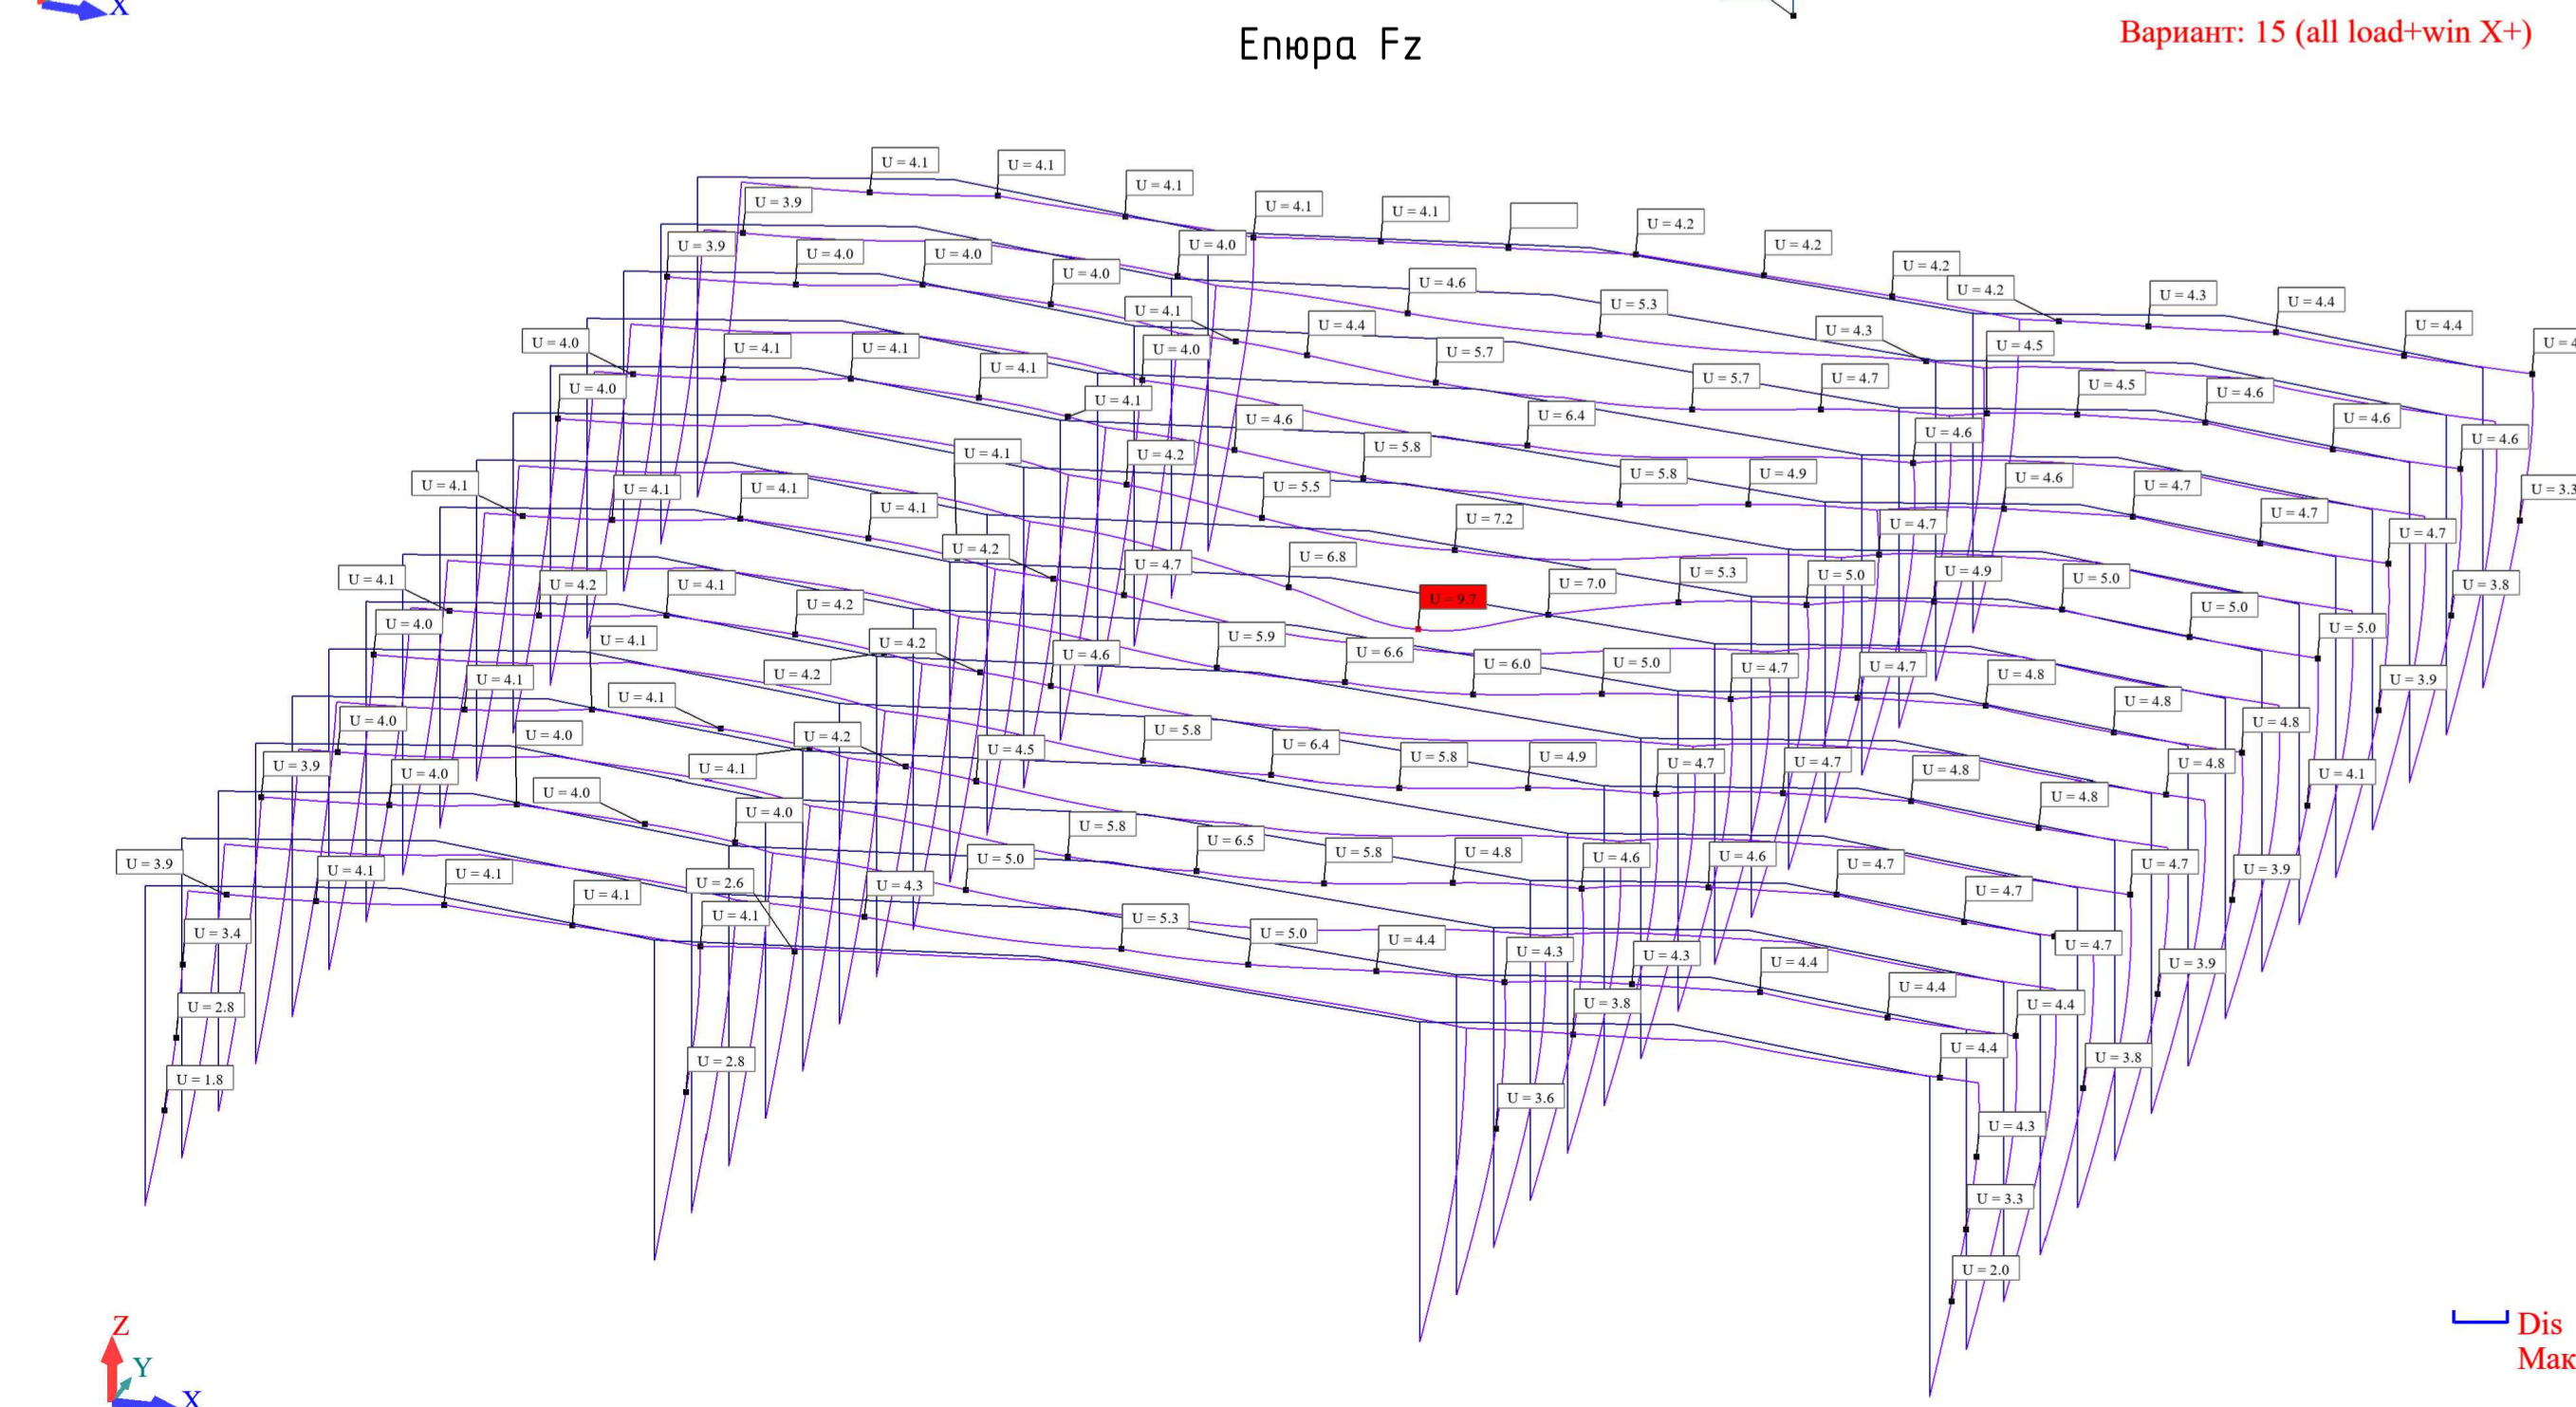 X
Епюра Fz
Вариант: 15 (all load+win X+)
U = 4.1
U = 4.1
U = 4.1
U = 3.9
U = 4.1
U = 4.1
U = 4.2
U = 4.2
U = 3.9
U = 4.0
U = 4.0
U = 4.0
U = 4.0
U = 4.2
U = 4.2
U = 4.6
U = 4.3
U = 4.4
U = 5.3
U = 4.1
U = 4.4
U = 4.3
U = 4.4
U = 4.0
U = 4.1
U = 4.1
U = 4.0
U = 4.5
U = 5.7
U = 4.1
U = 5.7
U = 4.7
U = 4.5
U = 4.0
U = 4.6
U = 4.1
U = 4.6
U = 6.4
U = 4.6
U = 4.6
U = 4.6
U = 5.8
U = 4.1
U = 4.2
U = 5.8
U = 4.9
U = 4.6
U = 4.1
U = 4.1
U = 4.1
U = 5.5
U = 4.7
U = 3.3
U = 4.1
U = 4.7
U = 7.2
U = 4.7
U = 4.7
U = 4.2
U = 6.8
U = 4.7
U = 5.3
U = 4.9
U = 5.0
U = 5.0
U = 4.1
U = 4.2
U = 4.1
U = 7.0
U = 3.8
U = 9.7
U = 4.2
U = 5.0
U = 4.0
U = 5.0
U = 5.9
U = 4.1
U = 4.2
U = 6.6
U = 4.6
U = 6.0
U = 5.0
U = 4.7
U = 4.7
U = 4.2
U = 4.8
U = 4.1
U = 3.9
U = 4.1
U = 4.8
U = 4.0
U = 4.8
U = 5.8
U = 4.0
U = 4.2
U = 6.4
U = 4.5
U = 5.8
U = 4.9
U = 4.7
U = 4.7
U = 4.8
U = 3.9
U = 4.1
U = 4.8
U = 4.0
U = 4.1
U = 4.0
U = 4.8
U = 4.0
U = 5.8
U = 6.5
U = 5.8
U = 4.8
U = 4.6
U = 4.6
U = 5.0
U = 3.9
U = 4.7
U = 4.7
U = 4.1
U = 3.9
U = 4.1
U = 2.6
U = 4.3
U = 4.7
U = 4.1
U = 4.1
U = 5.3
U = 3.4
U = 5.0
U = 4.4
U = 4.7
U = 4.3
U = 4.3
U = 4.4
U = 3.9
U = 4.4
U = 2.8
U = 3.8
U = 4.4
U = 4.4
U = 3.8
U = 2.8
U = 1.8
U = 3.6
U = 4.3
U = 3.3
U = 2.0
Z
Y
X
Dis
Мак